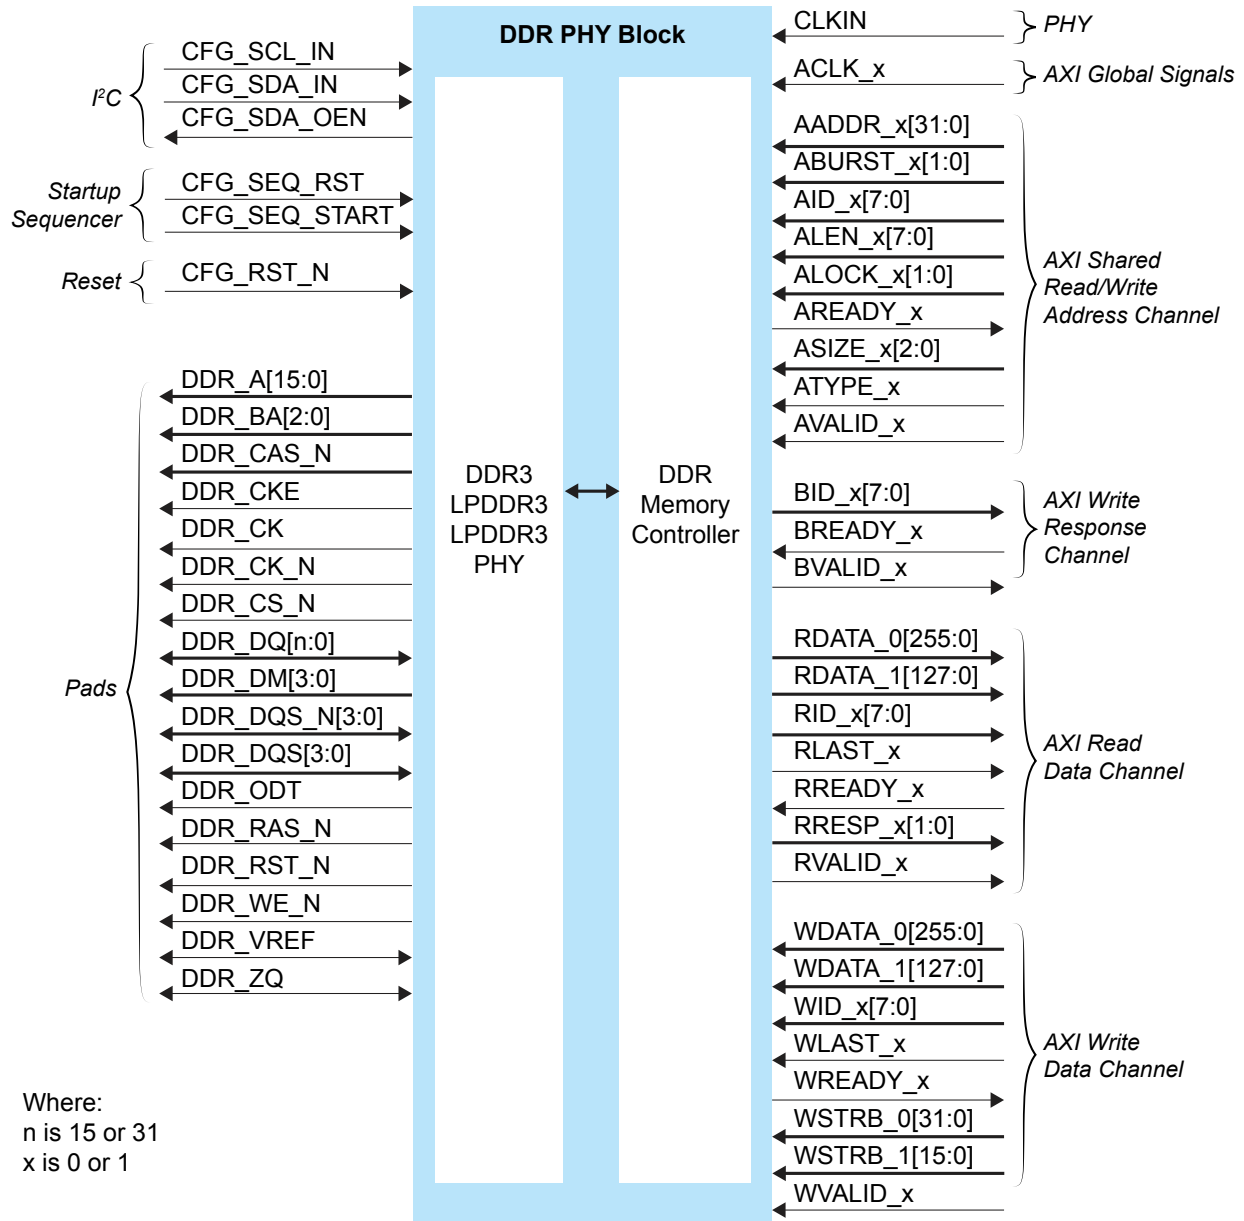 DDR PHY Block
I²C
CFG_SCL_IN
CFG_SDA_IN
CFG_SDA_OEN
Startup
Sequencer
CFG_SEQ_RST
CFG_SEQ_START
Reset
CFG_RST_N
Pads
DDR_A[15:0]
DDR_BA[2:0]
DDR_CAS_N
DDR_CKE
DDR_CK
DDR_CK_N
DDR_CS_N
DDR_DQ[n:0]
DDR_DM[3:0]
DDR_DQS_N[3:0]
DDR_DQS[3:0]
DDR_ODT
DDR_RAS_N
DDR_RST_N
DDR_WE_N
DDR_VREF
DDR_ZQ
DDR3
LPDDR3
LPDDR3
PHY
DDR
Memory
Controller
CLKIN
PHY
ACLK_x
AXI Global Signals
AADDR_x[31:0]
ABURST_x[1:0]
AID_x[7:0]
ALEN_x[7:0]
ALOCK_x[1:0]
AREADY_x
ASIZE_x[2:0]
ATYPE_x
AVALID_x
AXI Shared
Read/Write
Address Channel
BID_x[7:0]
BREADY_x
BVALID_x
AXI Write
Response
Channel
RDATA_0[255:0]
RDATA_1[127:0]
RID_x[7:0]
RLAST_x
RREADY_x
RRESP_x[1:0]
RVALID_x
AXI Read
Data Channel
WDATA_0[255:0]
WDATA_1[127:0]
WID_x[7:0]
WLAST_x
WREADY_x
WSTRB_0[31:0]
WSTRB_1[15:0]
WVALID_x
AXI Write
Data Channel
Where:
n is 15 or 31
x is 0 or 1